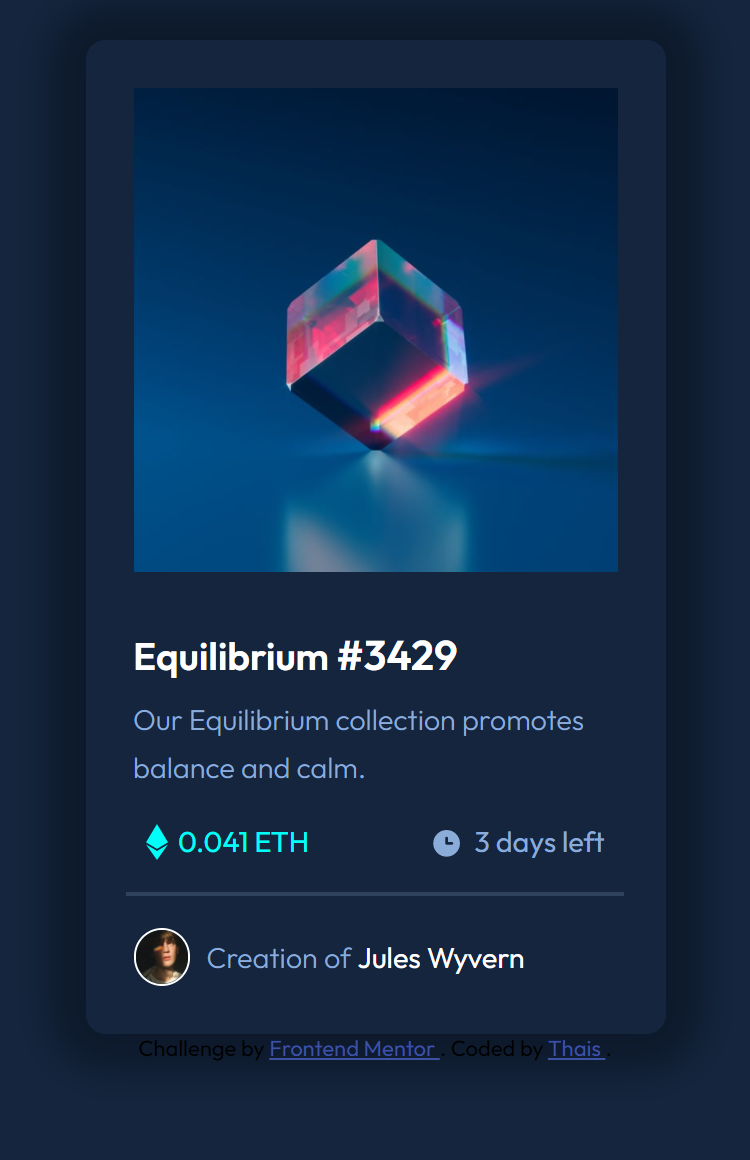 Equilibrium #3429
Our Equilibrium collection promotes
balance and calm.
0.041 ETH
3 days left
Creation of Jules Wyvern
Challenge by Frontend Mentor . Coded by Thais .